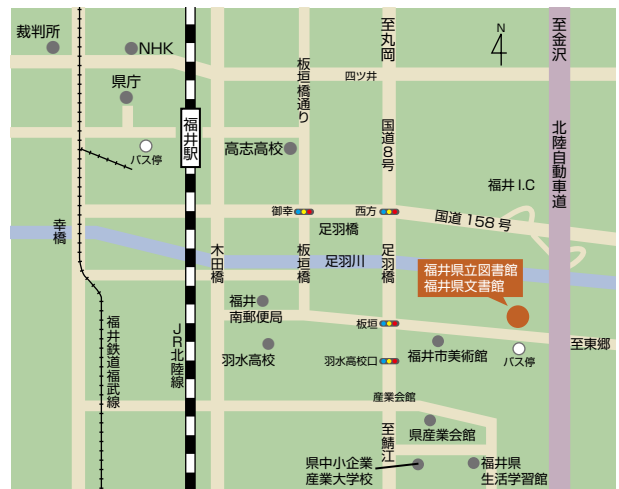 裁判所
NHK
県庁
バス停
福井駅
板垣橋通り
至丸岡
四ツ井
N
至金沢
北陸自動車道
国道8号
高志高校
福井I.C
御幸
西方
国道158号
足羽橋
幸橋
木田橋
板垣橋
足羽川
足羽橋
福井県立図書館
福井県文書館
福井
南郵便局
板垣
福井鉄道福武線
JR北陸線
羽水高校
羽水高校口
福井市美術館
バス停
至東郷
産業会館
県産業会館
至鯖江
県中小企業
産業大学校
福井県
生活学習館